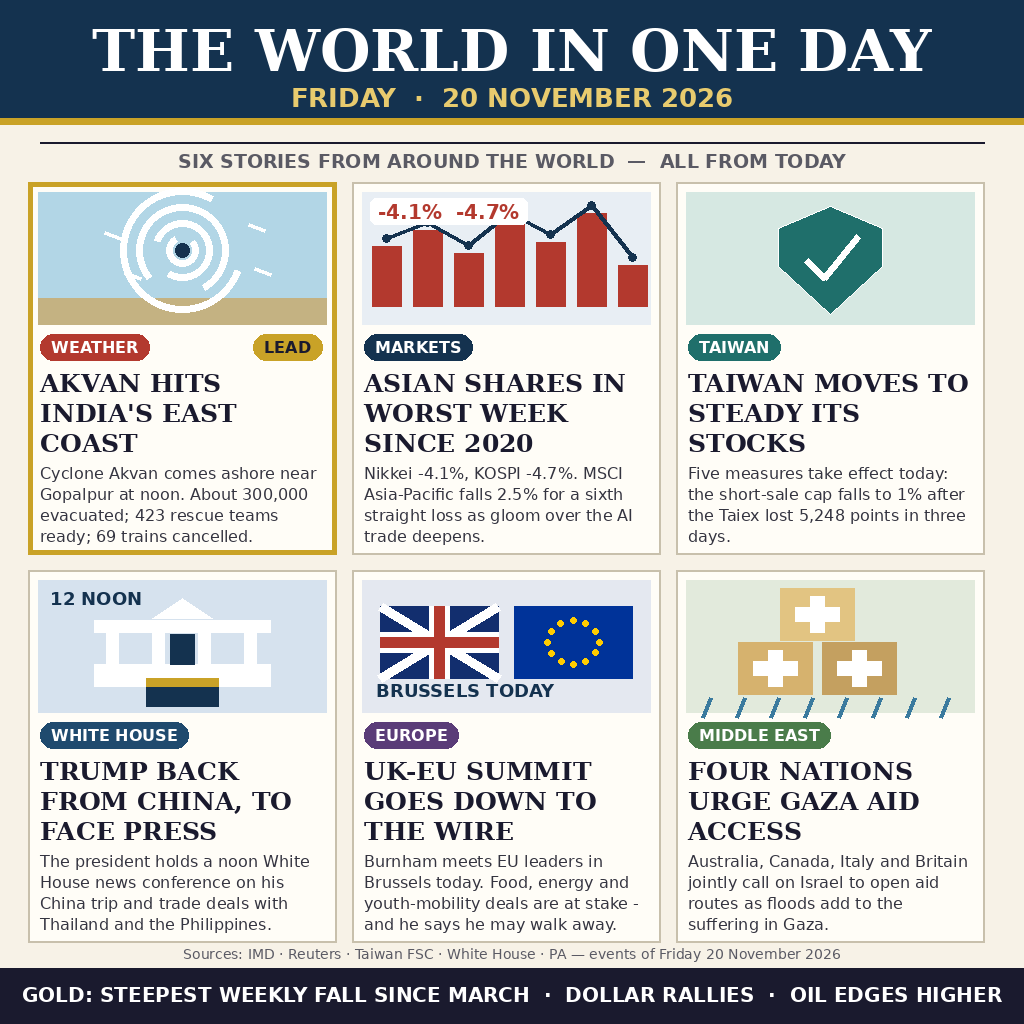 THE WORLD IN ONE DAY
FRIDAY · 20 NOVEMBER 2026
SIX STORIES FROM AROUND THE WORLD — ALL FROM TODAY
WEATHER
LEAD
AKVAN HITS
INDIA'S EAST
COAST
Cyclone Akvan comes ashore near
Gopalpur at noon. About 300,000
evacuated; 423 rescue teams
ready; 69 trains cancelled.
-4.1% -4.7%
MARKETS
ASIAN SHARES IN
WORST WEEK
SINCE 2020
Nikkei -4.1%, KOSPI -4.7%. MSCI
Asia-Pacific falls 2.5% for a sixth
straight loss as gloom over the AI
trade deepens.
TAIWAN
TAIWAN MOVES TO
STEADY ITS
STOCKS
Five measures take effect today:
the short-sale cap falls to 1% after
the Taiex lost 5,248 points in three
days.
12 NOON
WHITE HOUSE
TRUMP BACK
FROM CHINA, TO
FACE PRESS
The president holds a noon White
House news conference on his
China trip and trade deals with
Thailand and the Philippines.
BRUSSELS TODAY
EUROPE
UK-EU SUMMIT
GOES DOWN TO
THE WIRE
Burnham meets EU leaders in
Brussels today. Food, energy and
youth-mobility deals are at stake -
and he says he may walk away.
MIDDLE EAST
FOUR NATIONS
URGE GAZA AID
ACCESS
Australia, Canada, Italy and Britain
jointly call on Israel to open aid
routes as floods add to the
suffering in Gaza.
Sources: IMD · Reuters · Taiwan FSC · White House · PA — events of Friday 20 November 2026
GOLD: STEEPEST WEEKLY FALL SINCE MARCH · DOLLAR RALLIES · OIL EDGES HIGHER